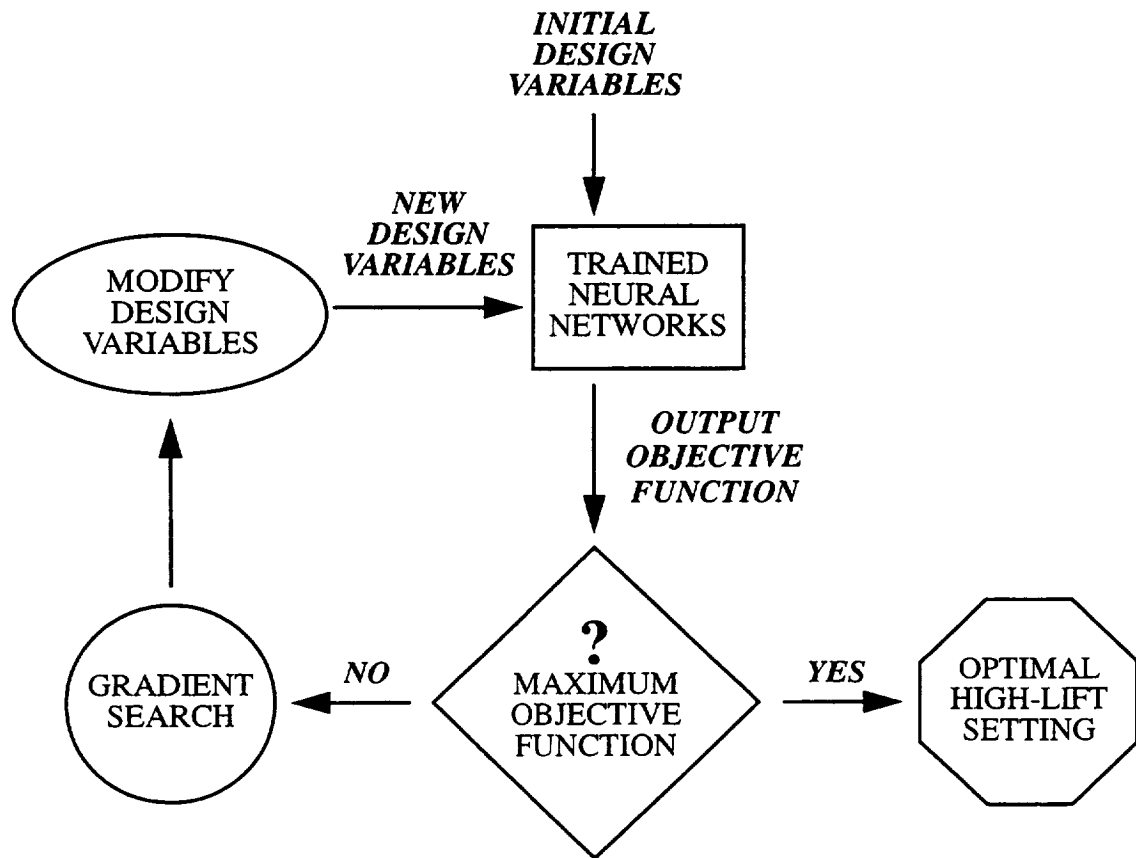 INITIAL
DESIGN
VARIABLES
NEW
DESIGN
VARIABLES
MODIFY
DESIGN
VARIABLES
TRAINED
NEURAL
NETWORKS
OUTPUT
OBJECTIVE
FUNCTION
?
MAXIMUM
OBJECTIVE
FUNCTION
NO
GRADIENT
SEARCH
YES
OPTIMAL
HIGH-LIFT
SETTING